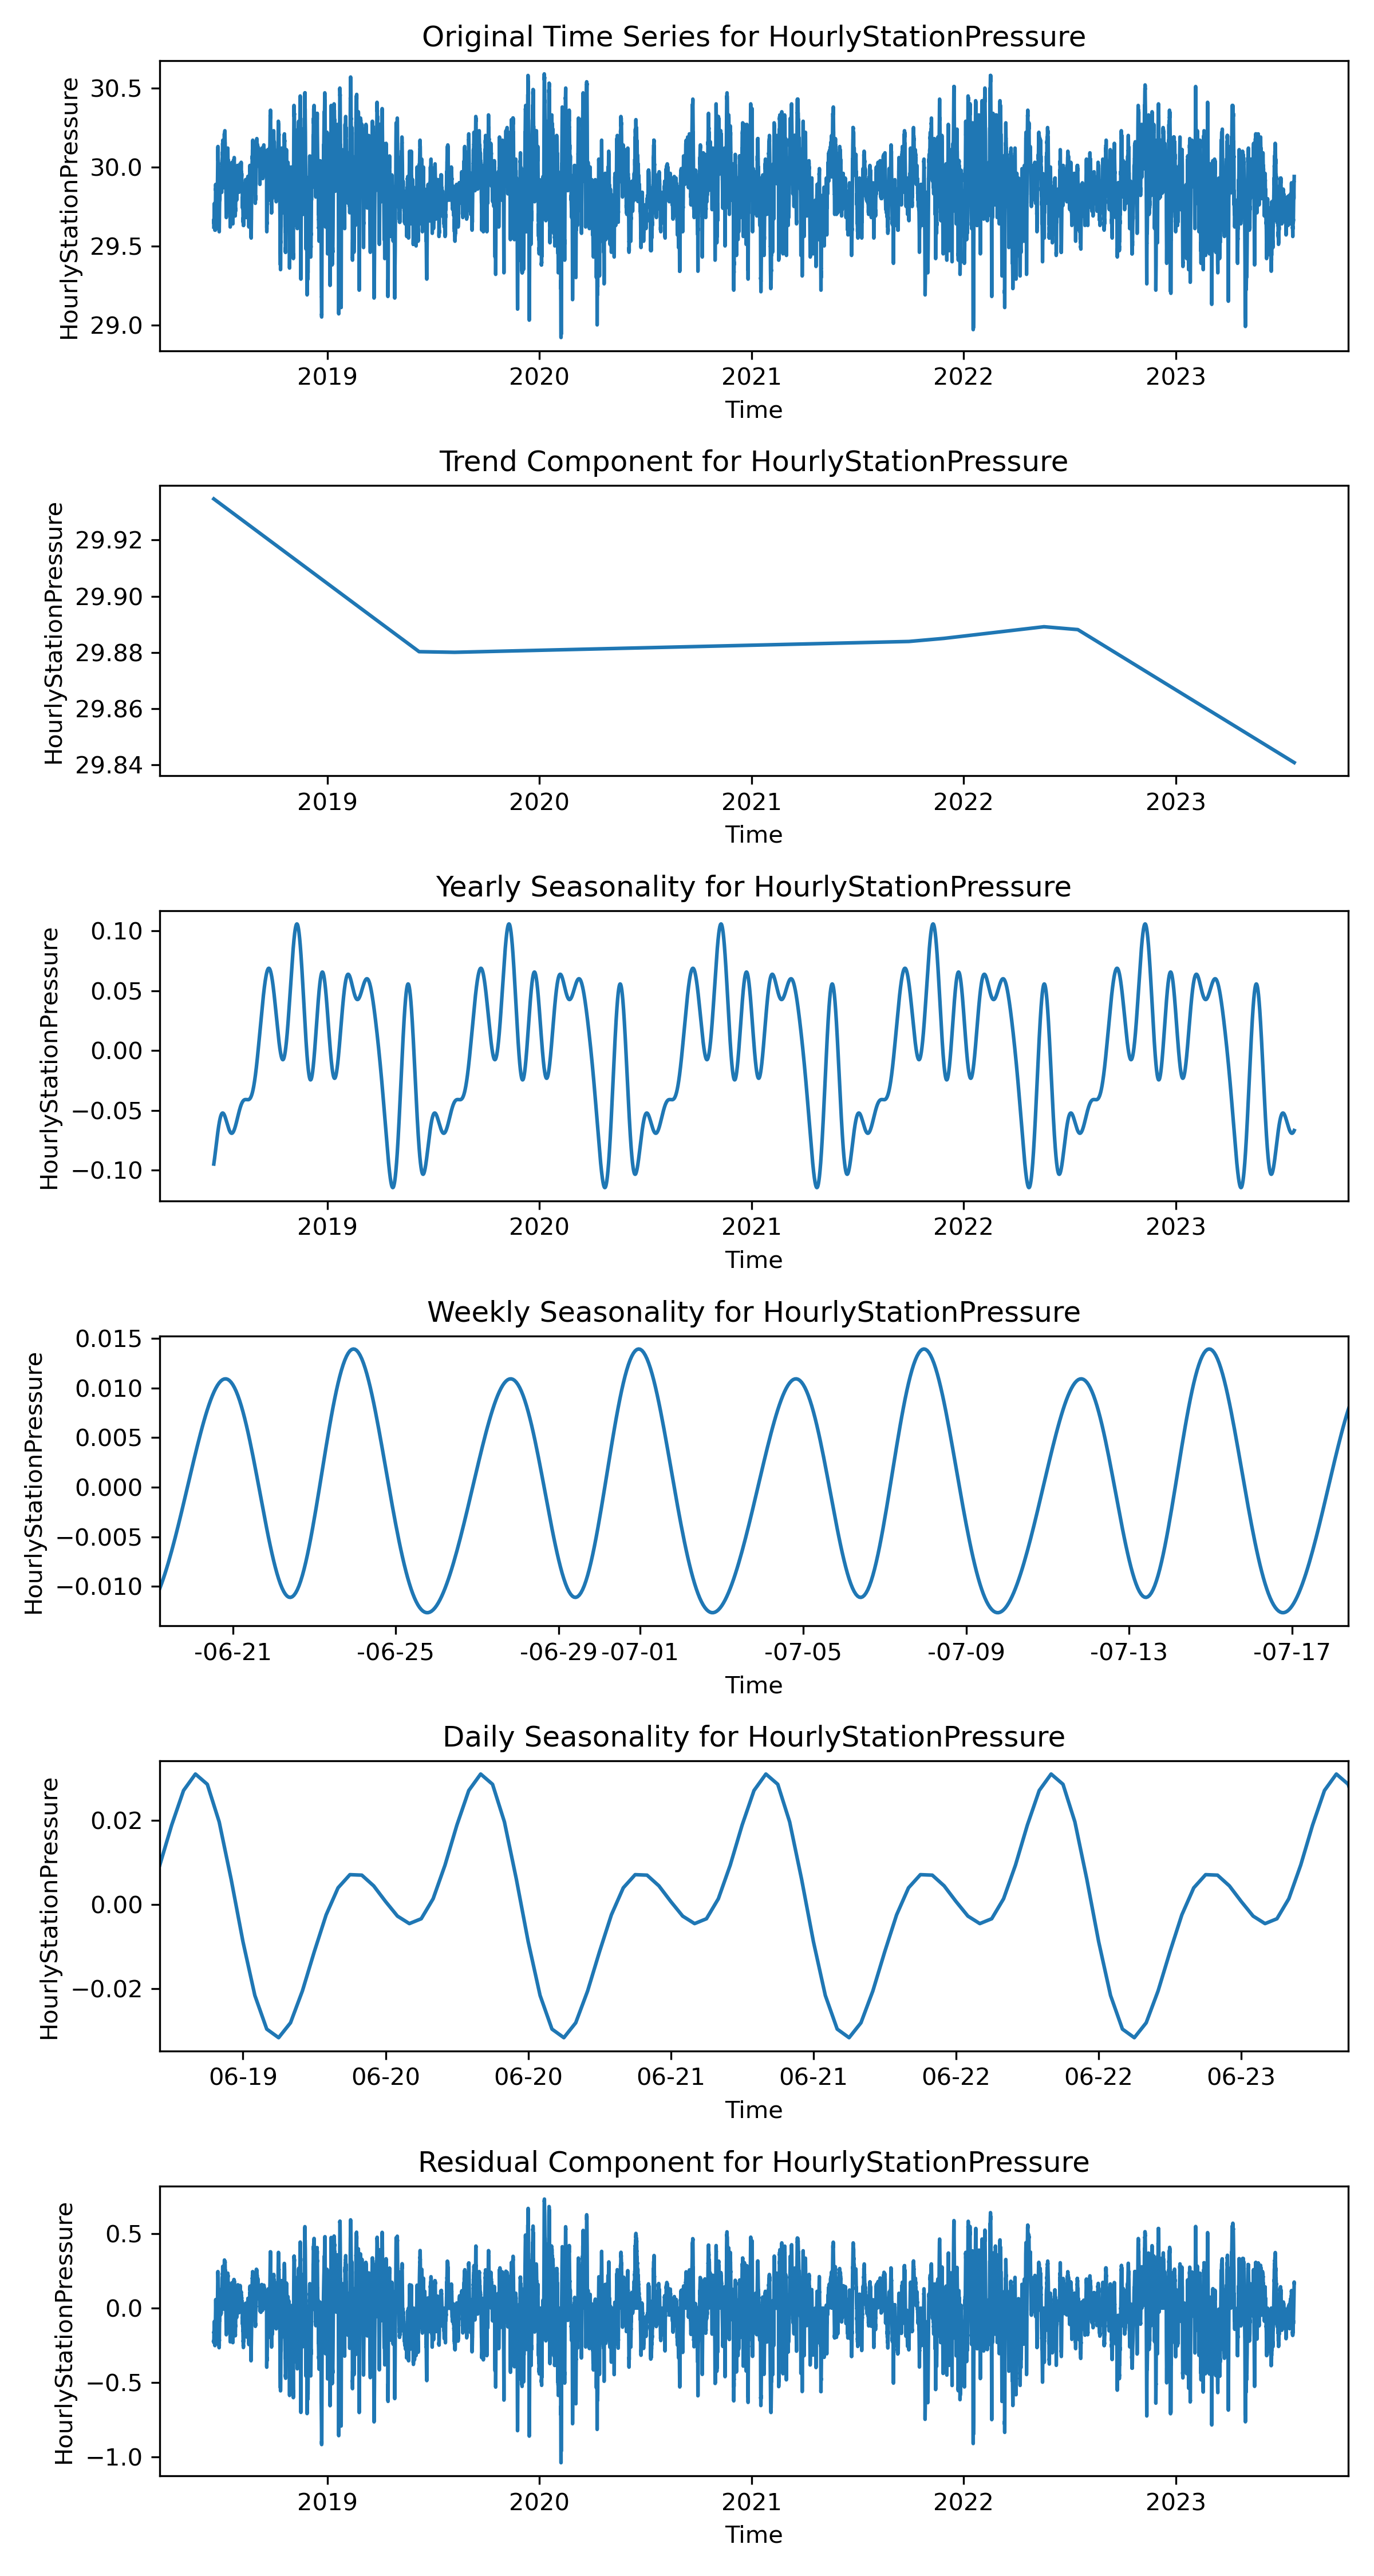 Original Time Series for HourlyStationPressure
HourlyStationPressure
30.5
30.0
29.5
29.0
2019 2020 2021 2022 2023
Time
Trend Component for HourlyStationPressure
HourlyStationPressure
29.92
29.90
29.88
29.86
29.84
2019 2020 2021 2022 2023
Time
Yearly Seasonality for HourlyStationPressure
HourlyStationPressure
0.10
0.05
0.00
−0.05
−0.10
2019 2020 2021 2022 2023
Time
Weekly Seasonality for HourlyStationPressure
HourlyStationPressure
0.015
0.010
0.005
0.000
−0.005
−0.010
-06-21 -06-25 -06-29 -07-01 -07-05 -07-09 -07-13 -07-17
Time
Daily Seasonality for HourlyStationPressure
HourlyStationPressure
0.02
0.00
−0.02
06-19 06-20 06-20 06-21 06-21 06-22 06-22 06-23
Time
Residual Component for HourlyStationPressure
HourlyStationPressure
0.5
0.0
−0.5
−1.0
2019 2020 2021 2022 2023
Time